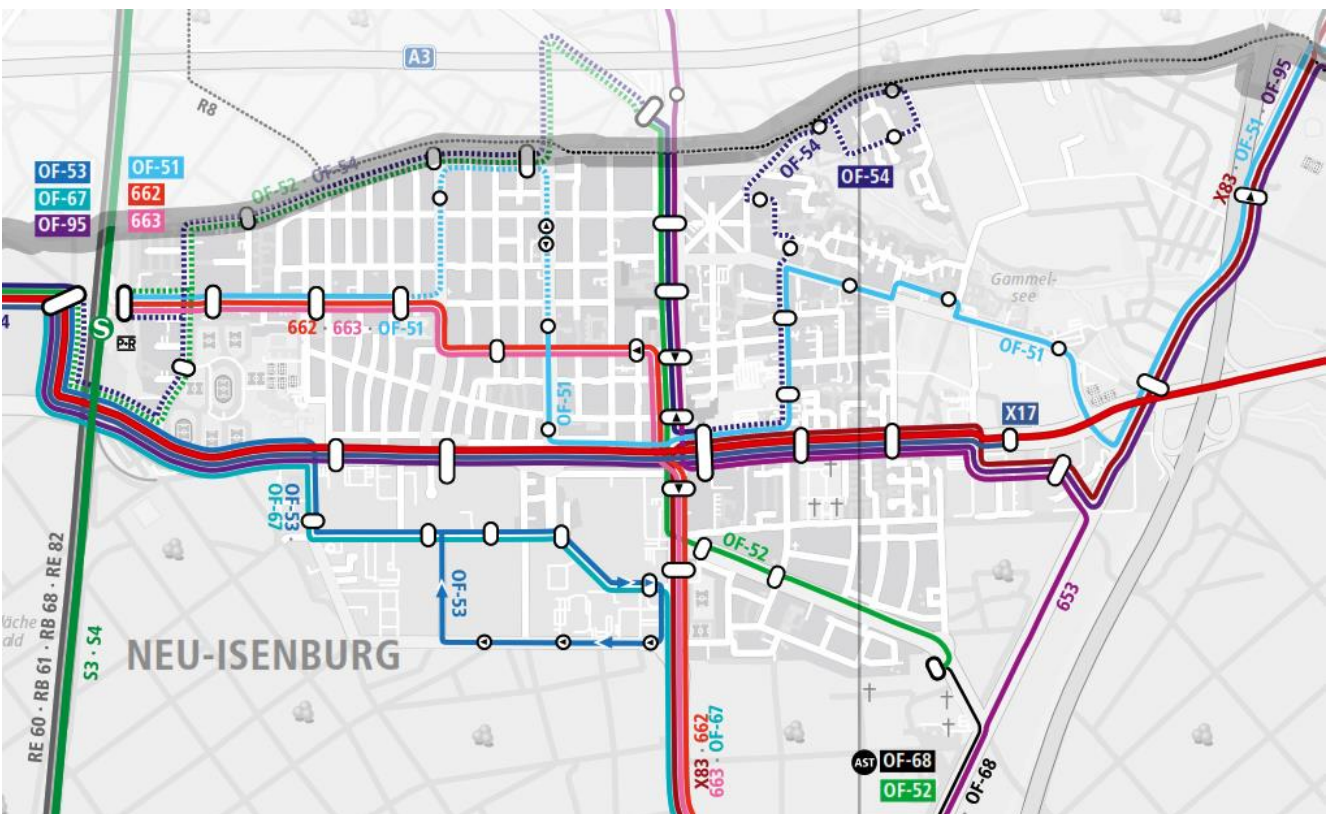 A3
R8
OF-53
OF-67
OF-95
OF-51
662
663
OF-52
OF-54
OF-54
OF-54
X83 · OF-51 · OF-95
Gammel-
see
4
S
P+R
662 · 663 · OF-51
OF-51
OF-51
X17
OF-53 ·
OF-67
OF-53
OF-52
653
NEU-ISENBURG
RE 60 · RB 61 · RB 68 · RE 82
S3 · S4
X83 · 662
663 · OF-67
AST OF-68
OF-52
OF-68